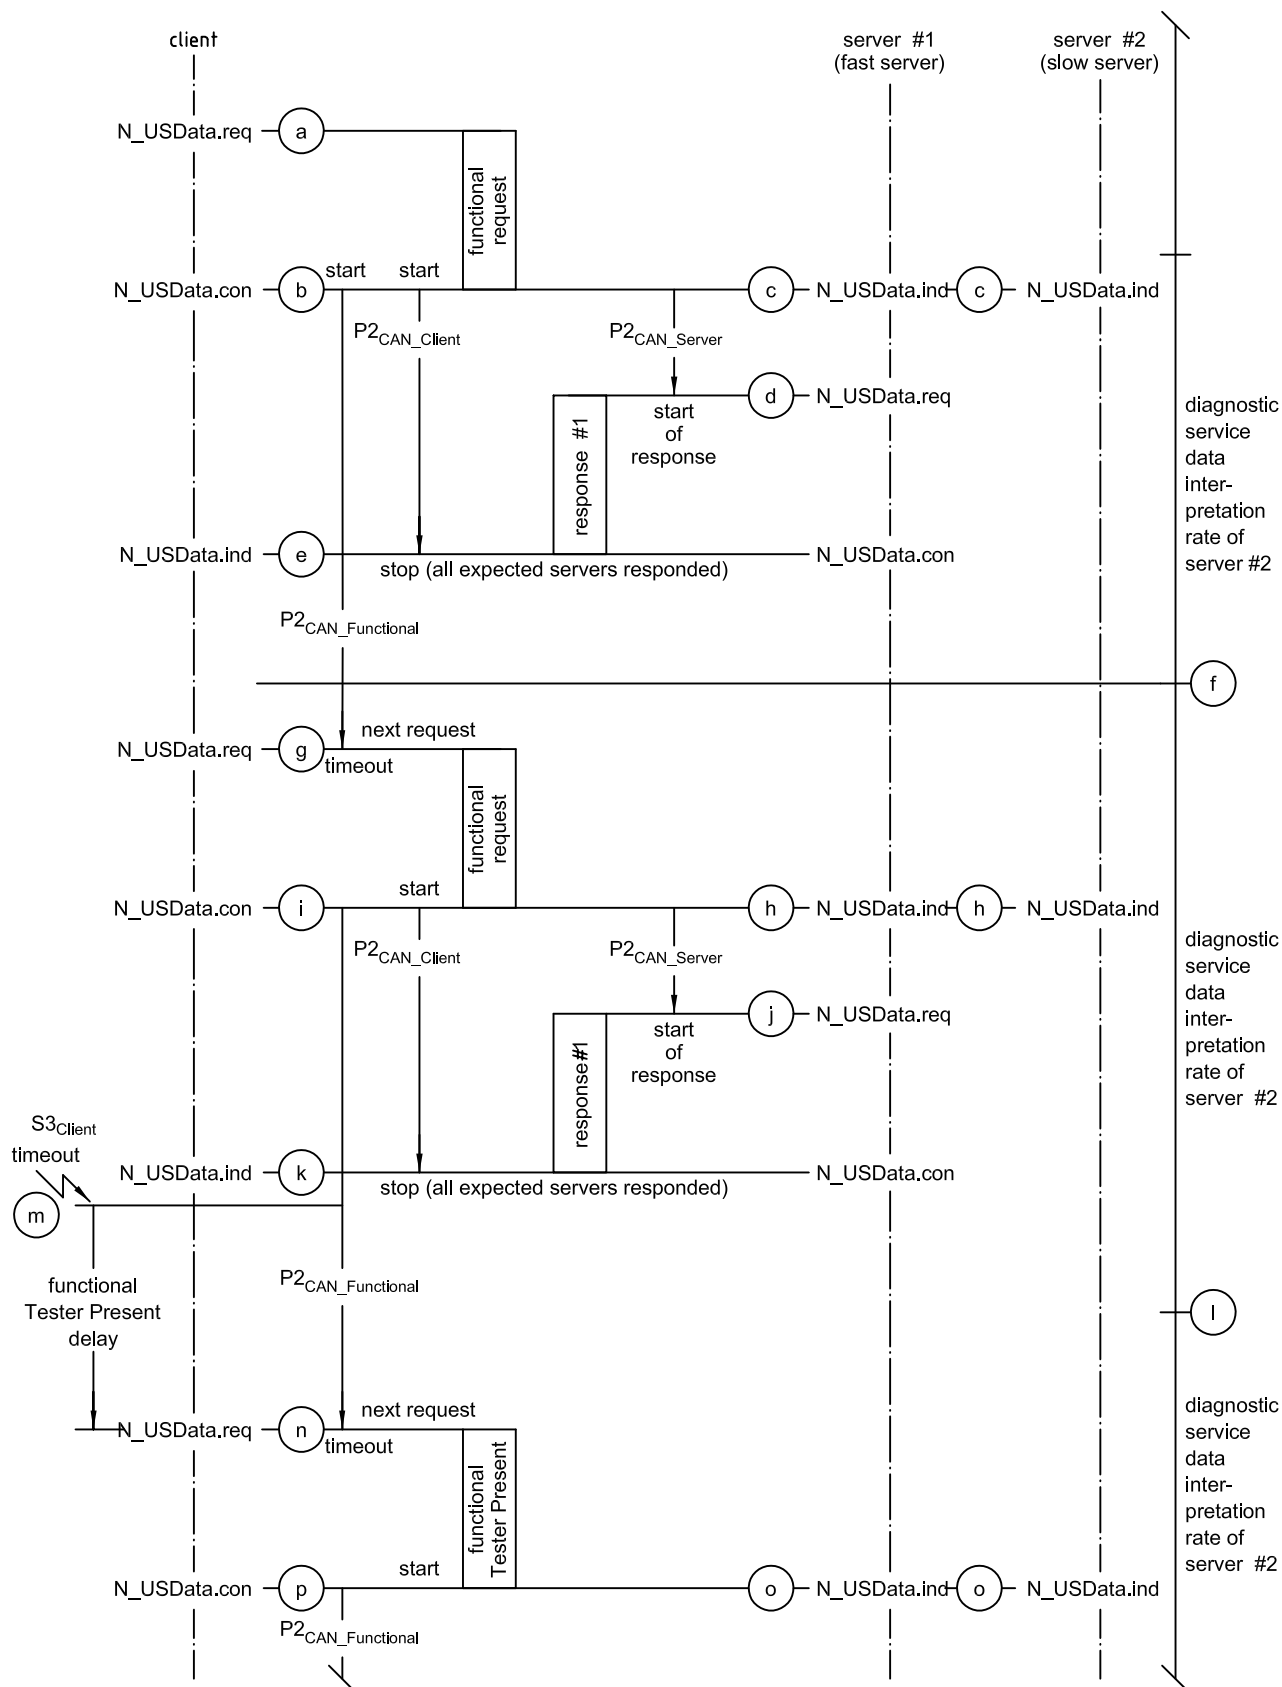 client
server #1
(fast server)
server #2
(slow server)
N_USData.req
a
functional
request
start
start
N_USData.con
b
c
N_USData.ind
c
N_USData.ind
P2CAN_Client
P2CAN_Server
d
N_USData.req
start
of
response
response #1
diagnostic
service
data
inter-
pretation
rate of
server #2
N_USData.ind
e
N_USData.con
stop (all expected servers responded)
P2CAN_Functional
f
next request
N_USData.req
g
timeout
functional
request
start
N_USData.con
i
h
N_USData.ind
h
N_USData.ind
P2CAN_Client
P2CAN_Server
diagnostic
service
data
inter-
pretation
rate of
server #2
j
N_USData.req
start
of
response
response#1
S3Client
timeout
N_USData.ind
k
N_USData.con
stop (all expected servers responded)
m
functional
Tester Present
delay
P2CAN_Functional
l
next request
N_USData.req
n
timeout
functional
Tester Present
diagnostic
service
data
inter-
pretation
rate of
server #2
start
N_USData.con
p
o
N_USData.ind
o
N_USData.ind
P2CAN_Functional